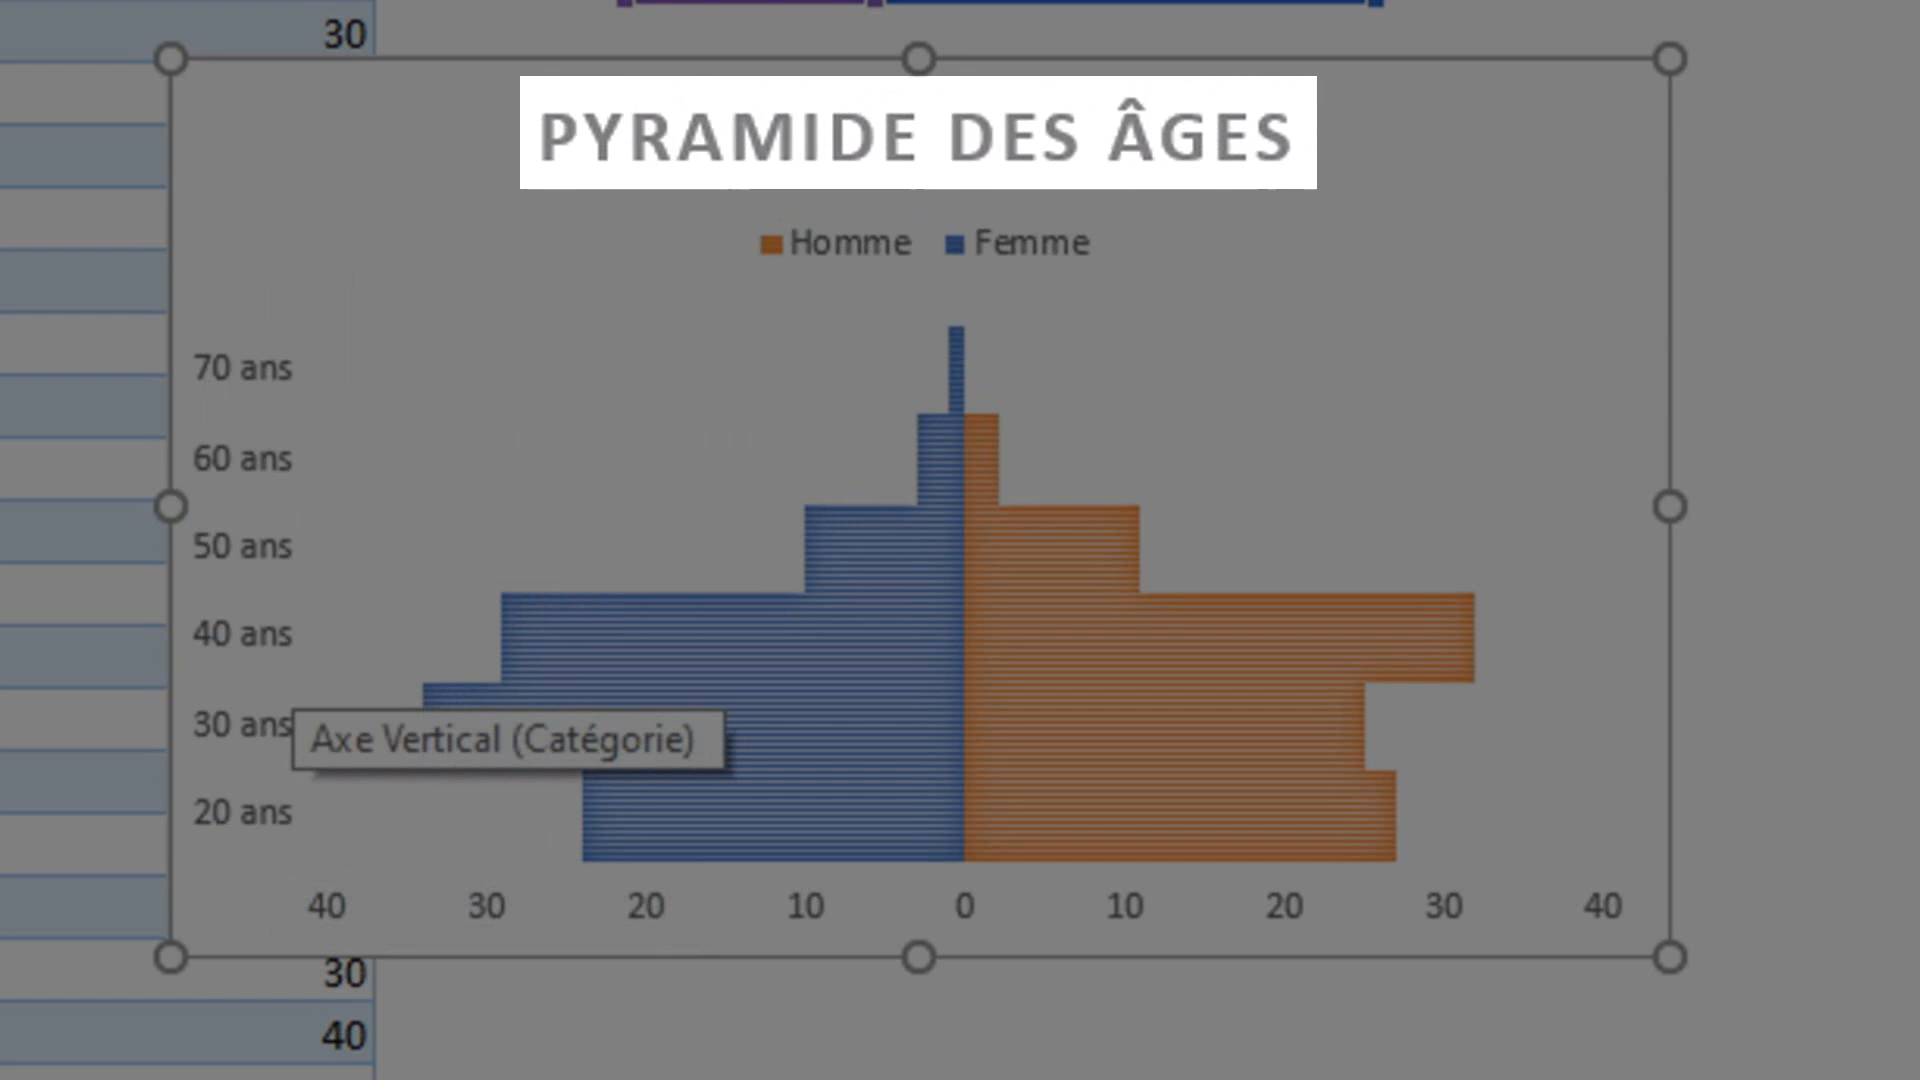 30
PYRAMIDE DES ÂGES
Homme Femme
70 ans
60 ans
50 ans
40 ans
30 ans
Axe Vertical (Catégorie)
20 ans
40 30 20 10 0 10 20 30 40
30
40